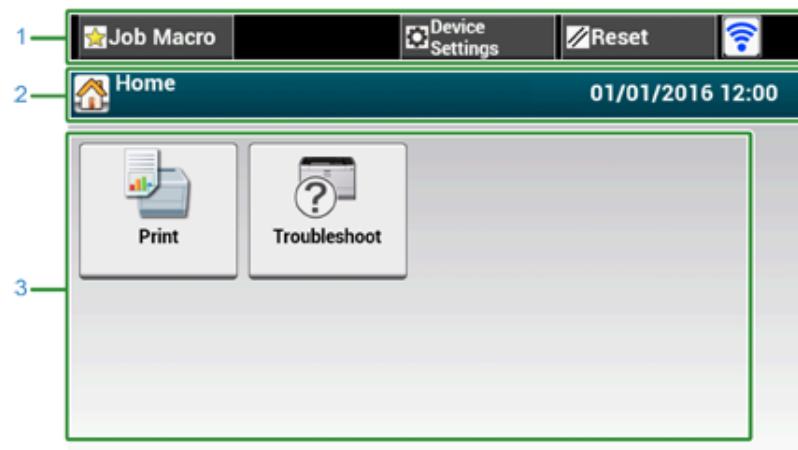 1
Job Macro
Device
Settings
Reset
2
Home
01/01/2016 12:00
3
Print
Troubleshoot